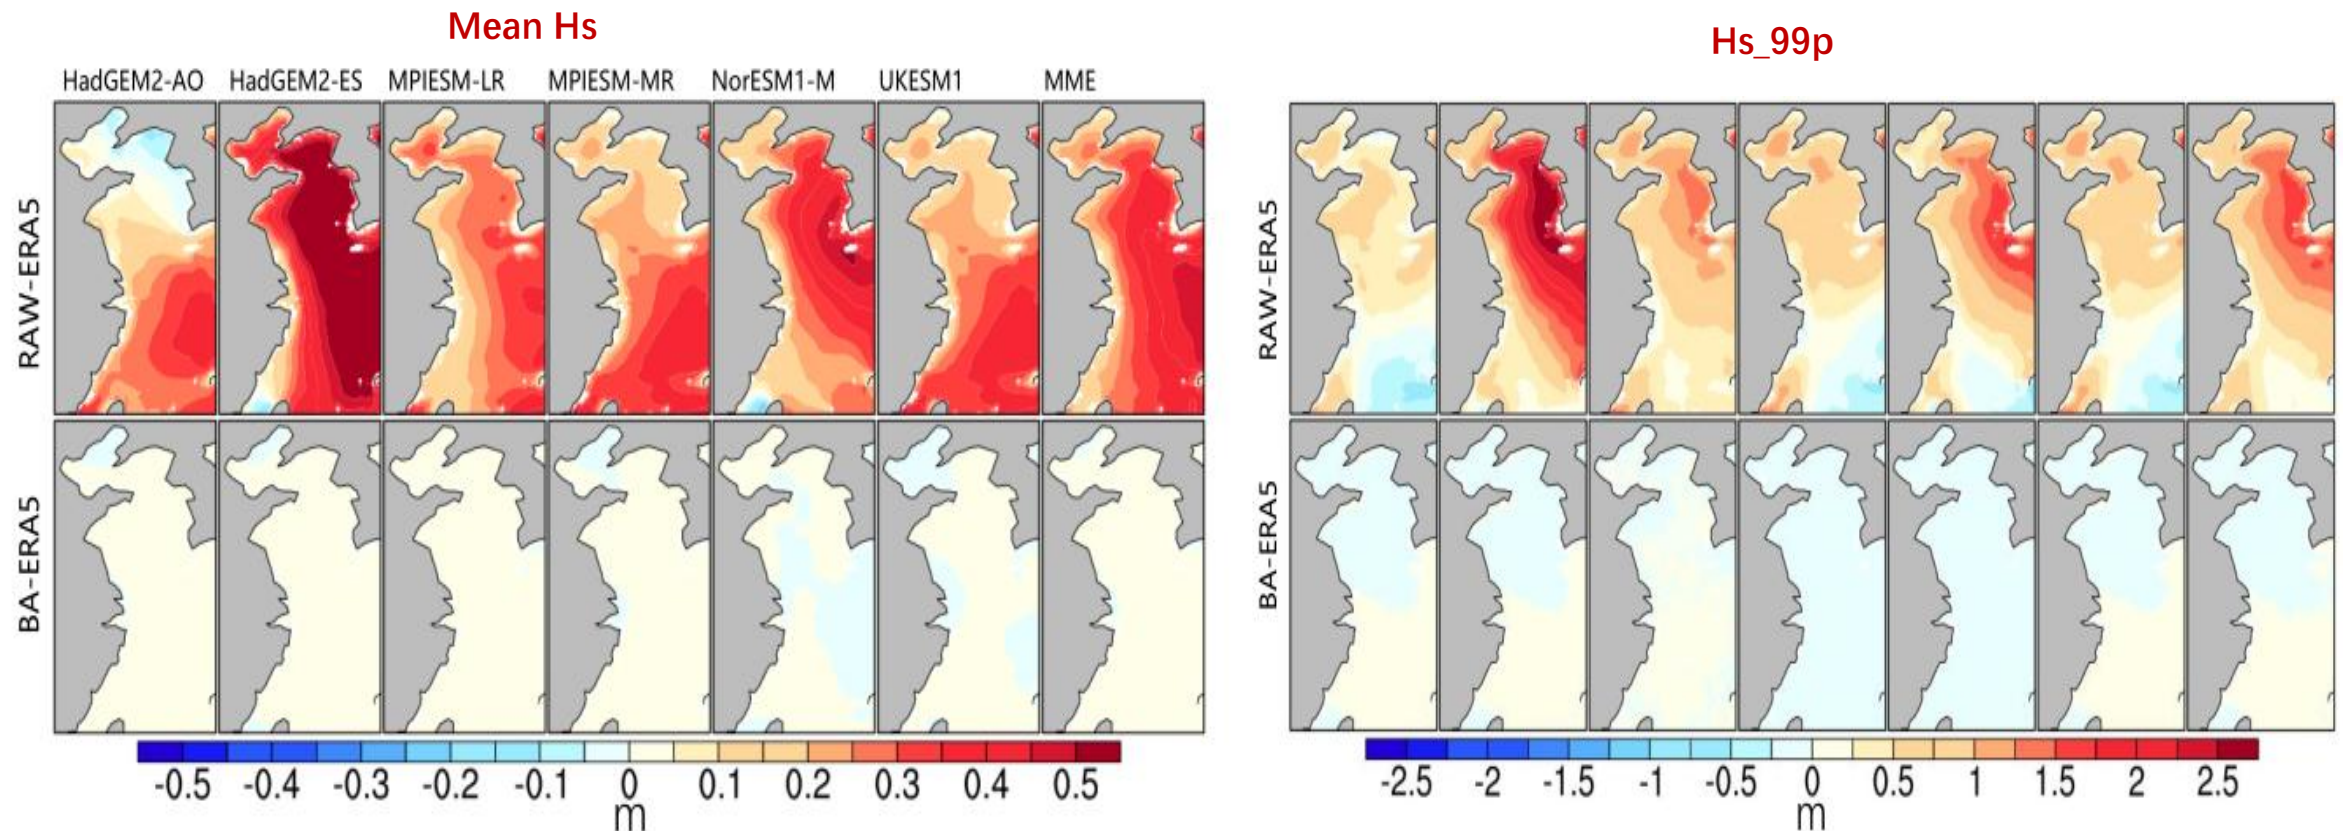 Mean Hs
Hs_99p
HadGEM2-AO HadGEM2-ES MPIESM-LR MPIESM-MR NorESM1-M UKESM1 MME
RAW-ERA5
RAW-ERA5
BA-ERA5
BA-ERA5
-0.5 -0.4 -0.3 -0.2 -0.1 0 0.1 0.2 0.3 0.4 0.5
m
-2.5 -2 -1.5 -1 -0.5 0 0.5 1 1.5 2 2.5
m